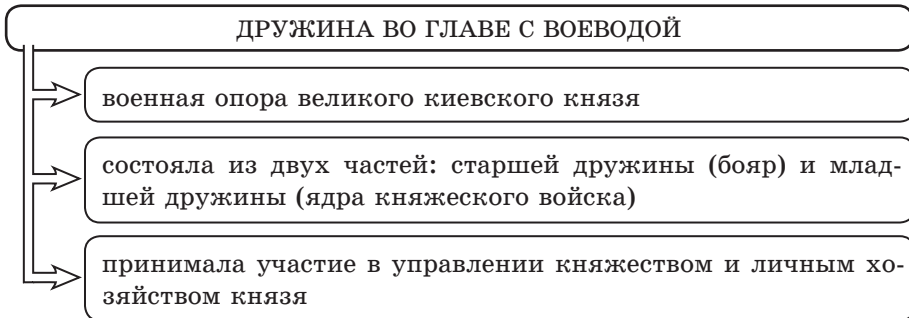 ДРУЖИНА ВО ГЛАВЕ С ВОЕВОДОЙ
военная опора великого киевского князя
состояла из двух частей: старшей дружины (бояр) и млад-
шей дружины (ядра княжеского войска)
принимала участие в управлении княжеством и личным хо-
зяйством князя